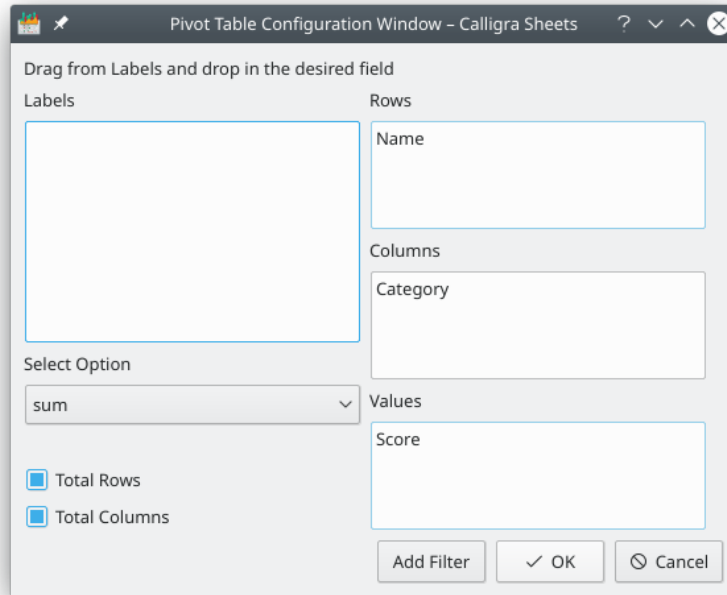 Pivot Table Configuration Window – Calligra Sheets
Drag from Labels and drop in the desired field
Labels
Rows
Name
Columns
Category
Select Option
sum
Values
Score
Total Rows
Total Columns
Add Filter
OK
Cancel